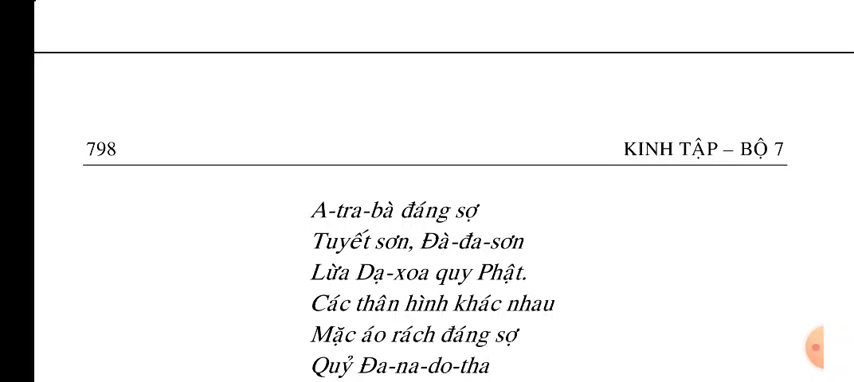 798 KINH TẬP – BỘ 7
A-tra-bà đáng sợ
Tuyết sơn, Đà-đa-sơn
Lừa Dạ-xoa quy Phật.
Các thân hình khác nhau
Mặc áo rách đáng sợ
Quỷ Đa-na-do-tha